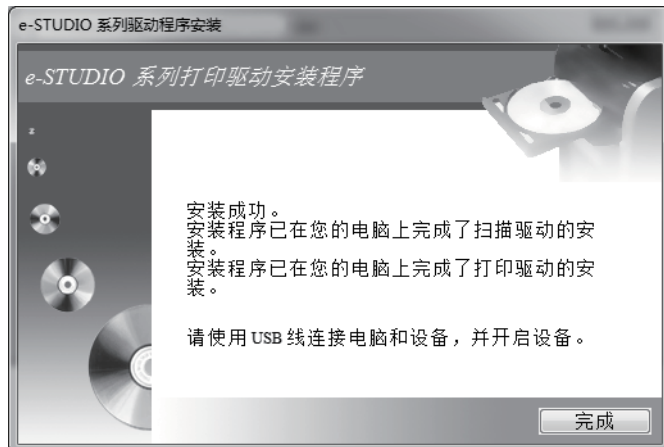 e-STUDIO 系列驱动程序安装
e-STUDIO 系列打印驱动安装程序
z
安装成功。
安装程序已在您的电脑上完成了扫描驱动的安
装。
安装程序已在您的电脑上完成了打印驱动的安
装。
请使用 USB 线连接电脑和设备，并开启设备。
完成